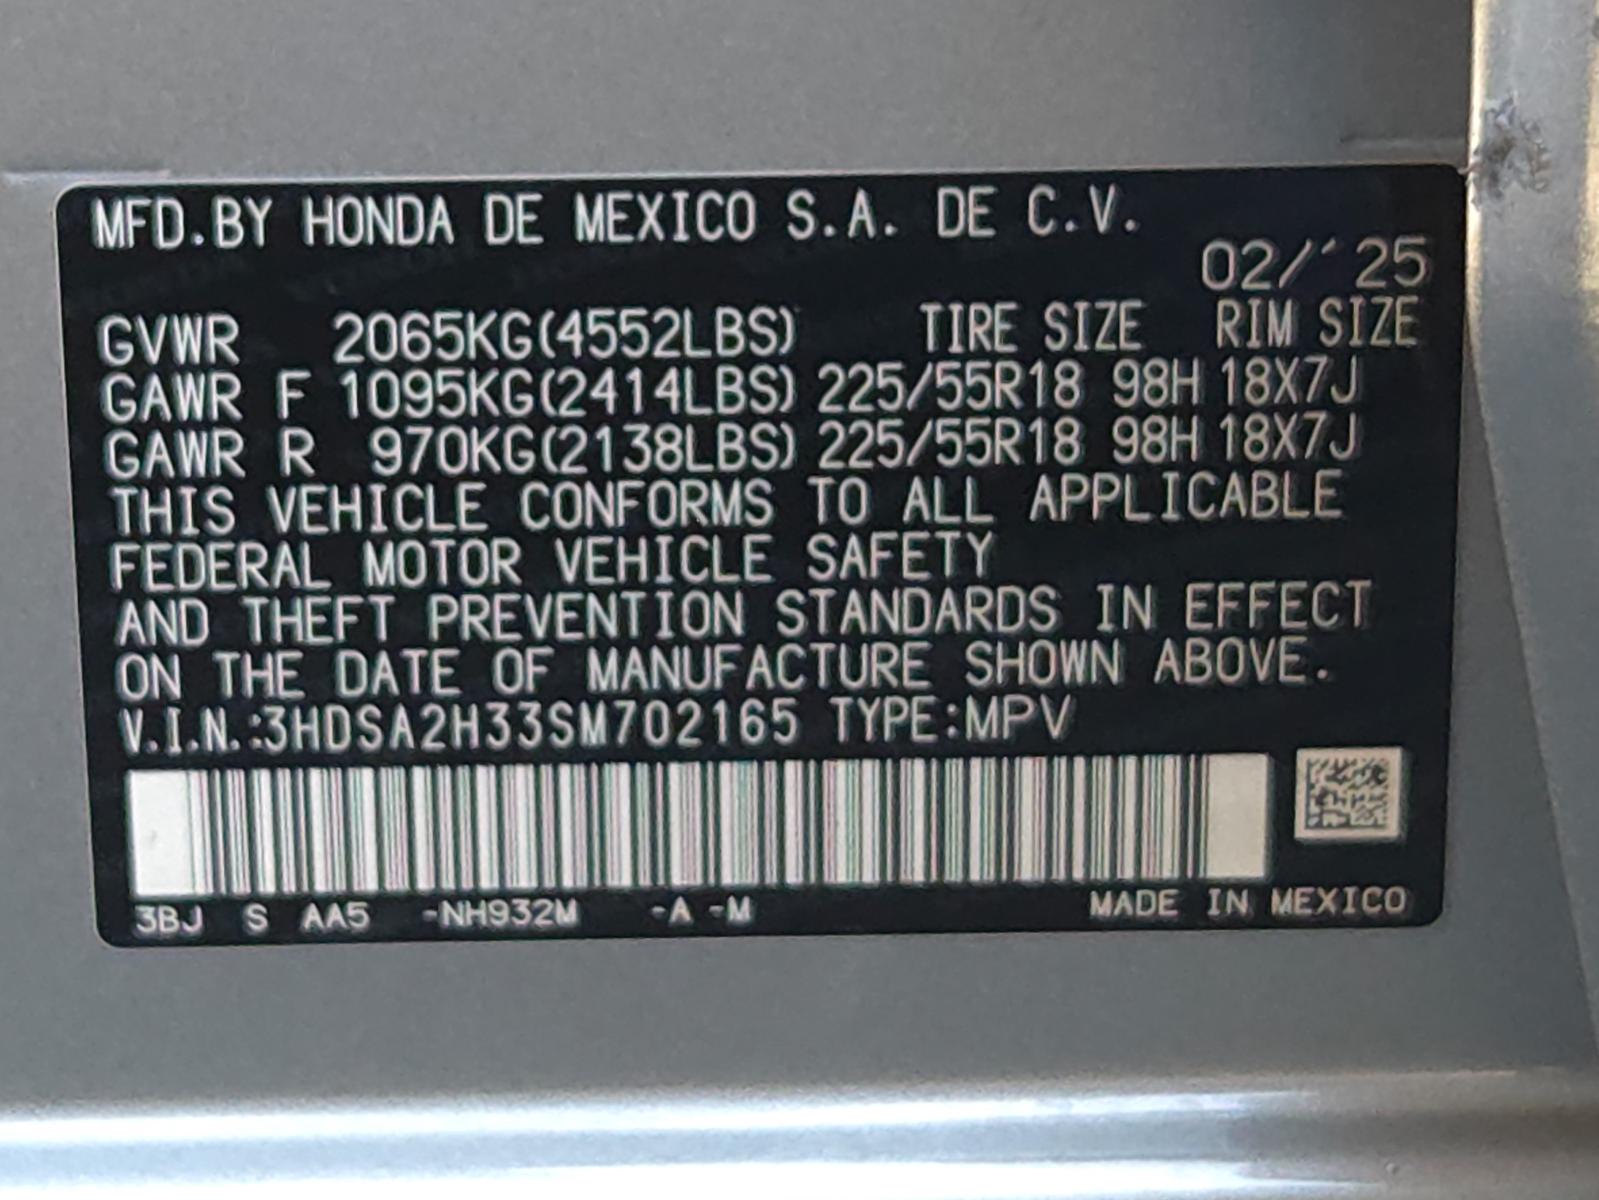 MFD.BY HONDA DE MEXICO S.A. DE C.V.
02/'25
GVWR 2065KG(4552LBS) TIRE SIZE RIM SIZE
GAWR F 1095KG(2414LBS) 225/55R18 98H 18X7J
GAWR R 970KG(2138LBS) 225/55R18 98H 18X7J
THIS VEHICLE CONFORMS TO ALL APPLICABLE
FEDERAL MOTOR VEHICLE SAFETY
AND THEFT PREVENTION STANDARDS IN EFFECT
ON THE DATE OF MANUFACTURE SHOWN ABOVE.
V.I.N.:3HDSA2H33SM702165 TYPE:MPV
3BJ S AA5 -NH932M -A -M MADE IN MEXICO